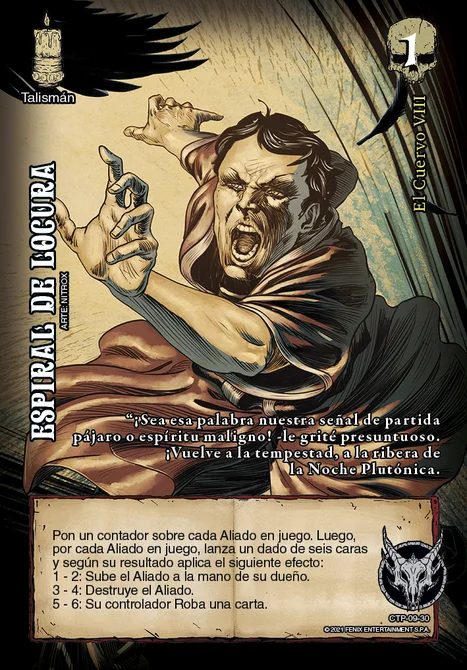 Talismán
1
El Cuervo VIII
ESPIRAL DE LOCURA
ARTE: NITROX
“¡Sea esa palabra nuestra señal de partida
pájaro o espíritu maligno! -le grité presuntuoso.
¡Vuelve a la tempestad, a la ribera de
la Noche Plutónica.
Pon un contador sobre cada Aliado en juego. Luego,
por cada Aliado en juego, lanza un dado de seis caras
y según su resultado aplica el siguiente efecto:
1 - 2: Sube el Aliado a la mano de su dueño.
3 - 4: Destruye el Aliado.
5 - 6: Su controlador Roba una carta.
CTP-09-30
© 2021 FENIX ENTERTAINMENT S.P.A.